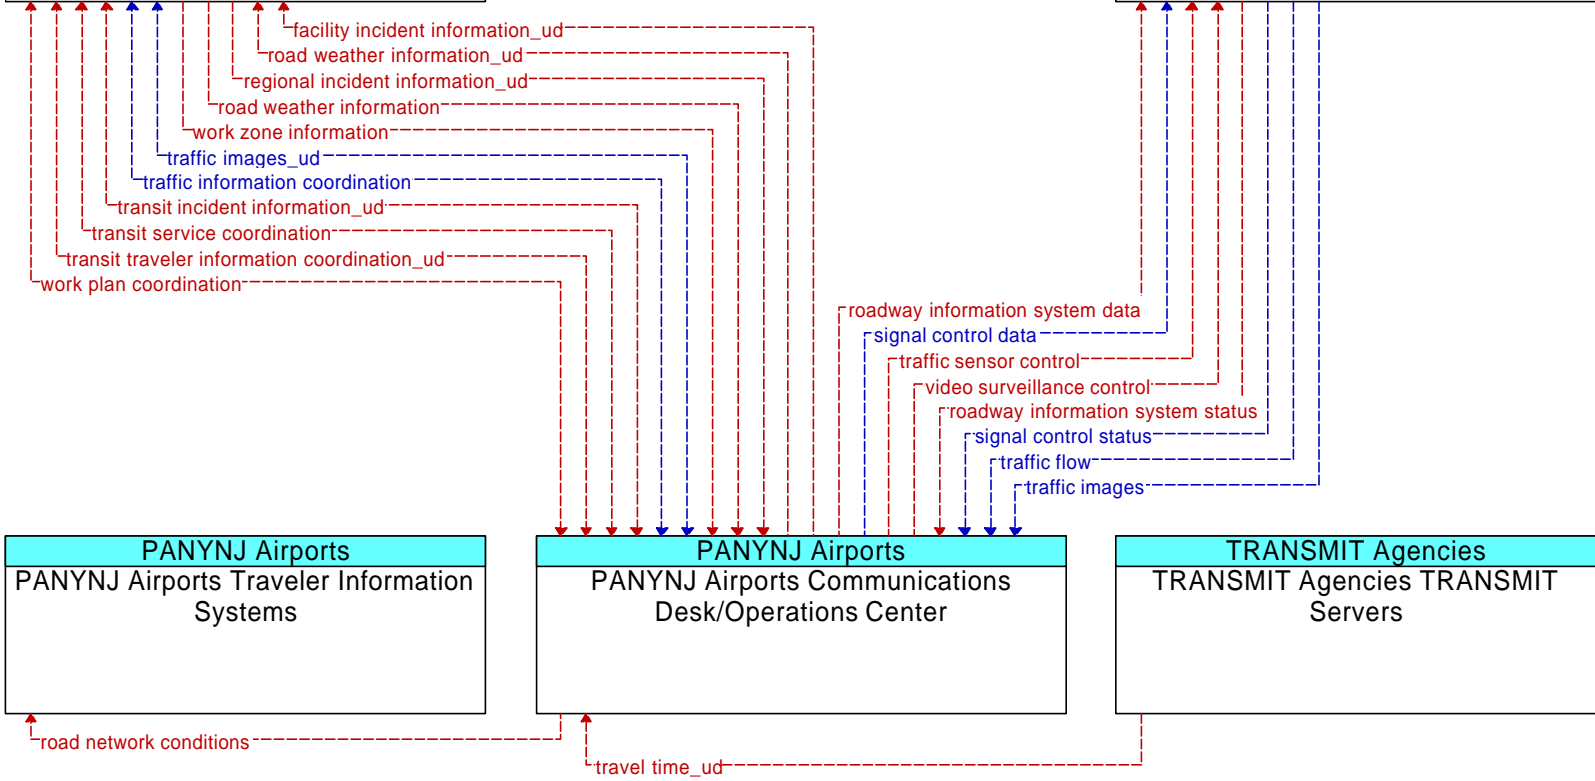 facility incident information_ud
road weather information_ud
regional incident information_ud
road weather information
work zone information
traffic images_ud
traffic information coordination
transit incident information_ud
transit service coordination
transit traveler information coordination_ud
work plan coordination
roadway information system data
signal control data
traffic sensor control
video surveillance control
roadway information system status
signal control status
traffic flow
traffic images
PANYNJ Airports
PANYNJ Airports Traveler Information
Systems
PANYNJ Airports
PANYNJ Airports Communications
Desk/Operations Center
TRANSMIT Agencies
TRANSMIT Agencies TRANSMIT
Servers
road network conditions
travel time_ud